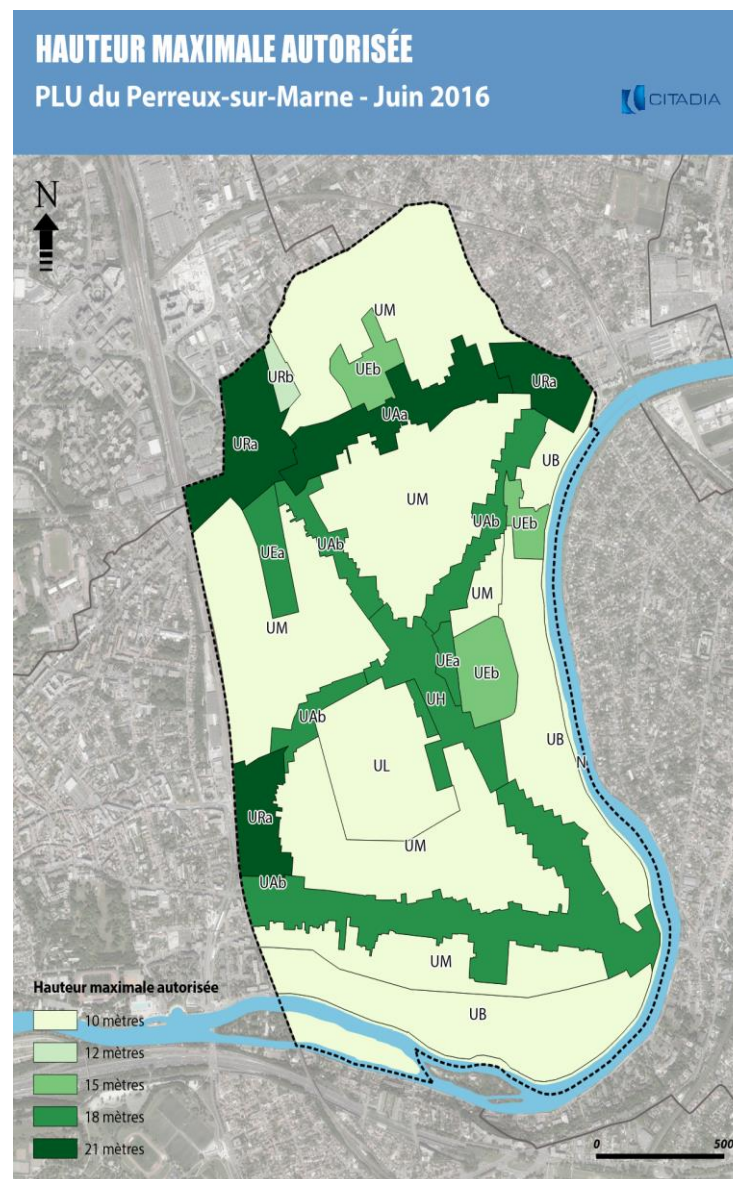 HAUTEUR MAXIMALE AUTORISÉE
PLU du Perreux-sur-Marne - Juin 2016
CITADIA
N
UM
URb
UEb
URa
UAa
URa
UB
UM
UAb
UEb
UEa
UAb
UM
UM
UEa
UEb
UH
UAb
UB
UL
N
URa
UM
UAb
UM
UB
Hauteur maximale autorisée
10 mètres
12 mètres
15 mètres
18 mètres
21 mètres
0
500